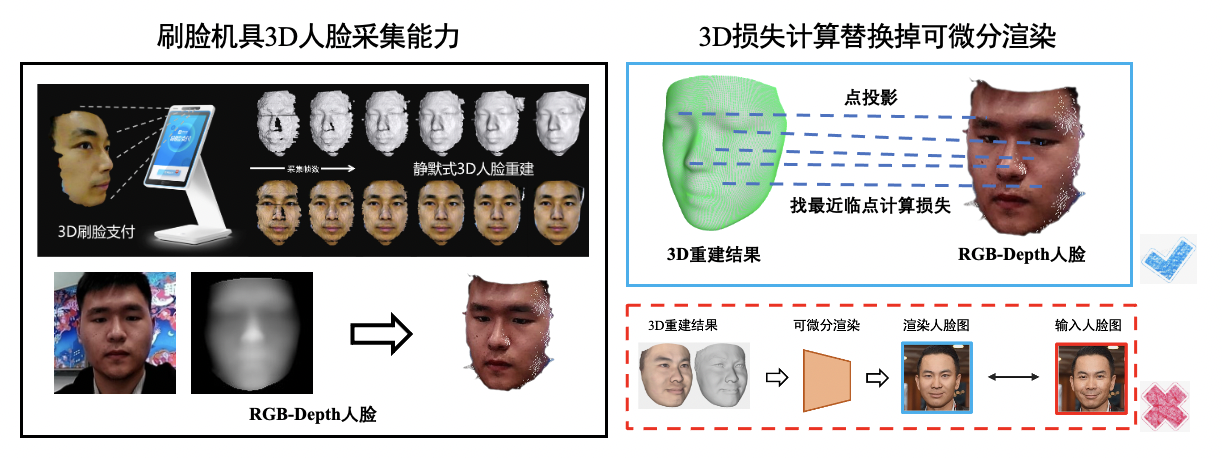 刷脸机具3D人脸采集能力
3D损失计算替换掉可微分渲染
采集帧数
静默式3D人脸重建
3D刷脸支付
RGB-Depth人脸
点投影
找最近临点计算损失
3D重建结果
RGB-Depth人脸
3D重建结果
可微分渲染
渲染人脸图
输入人脸图